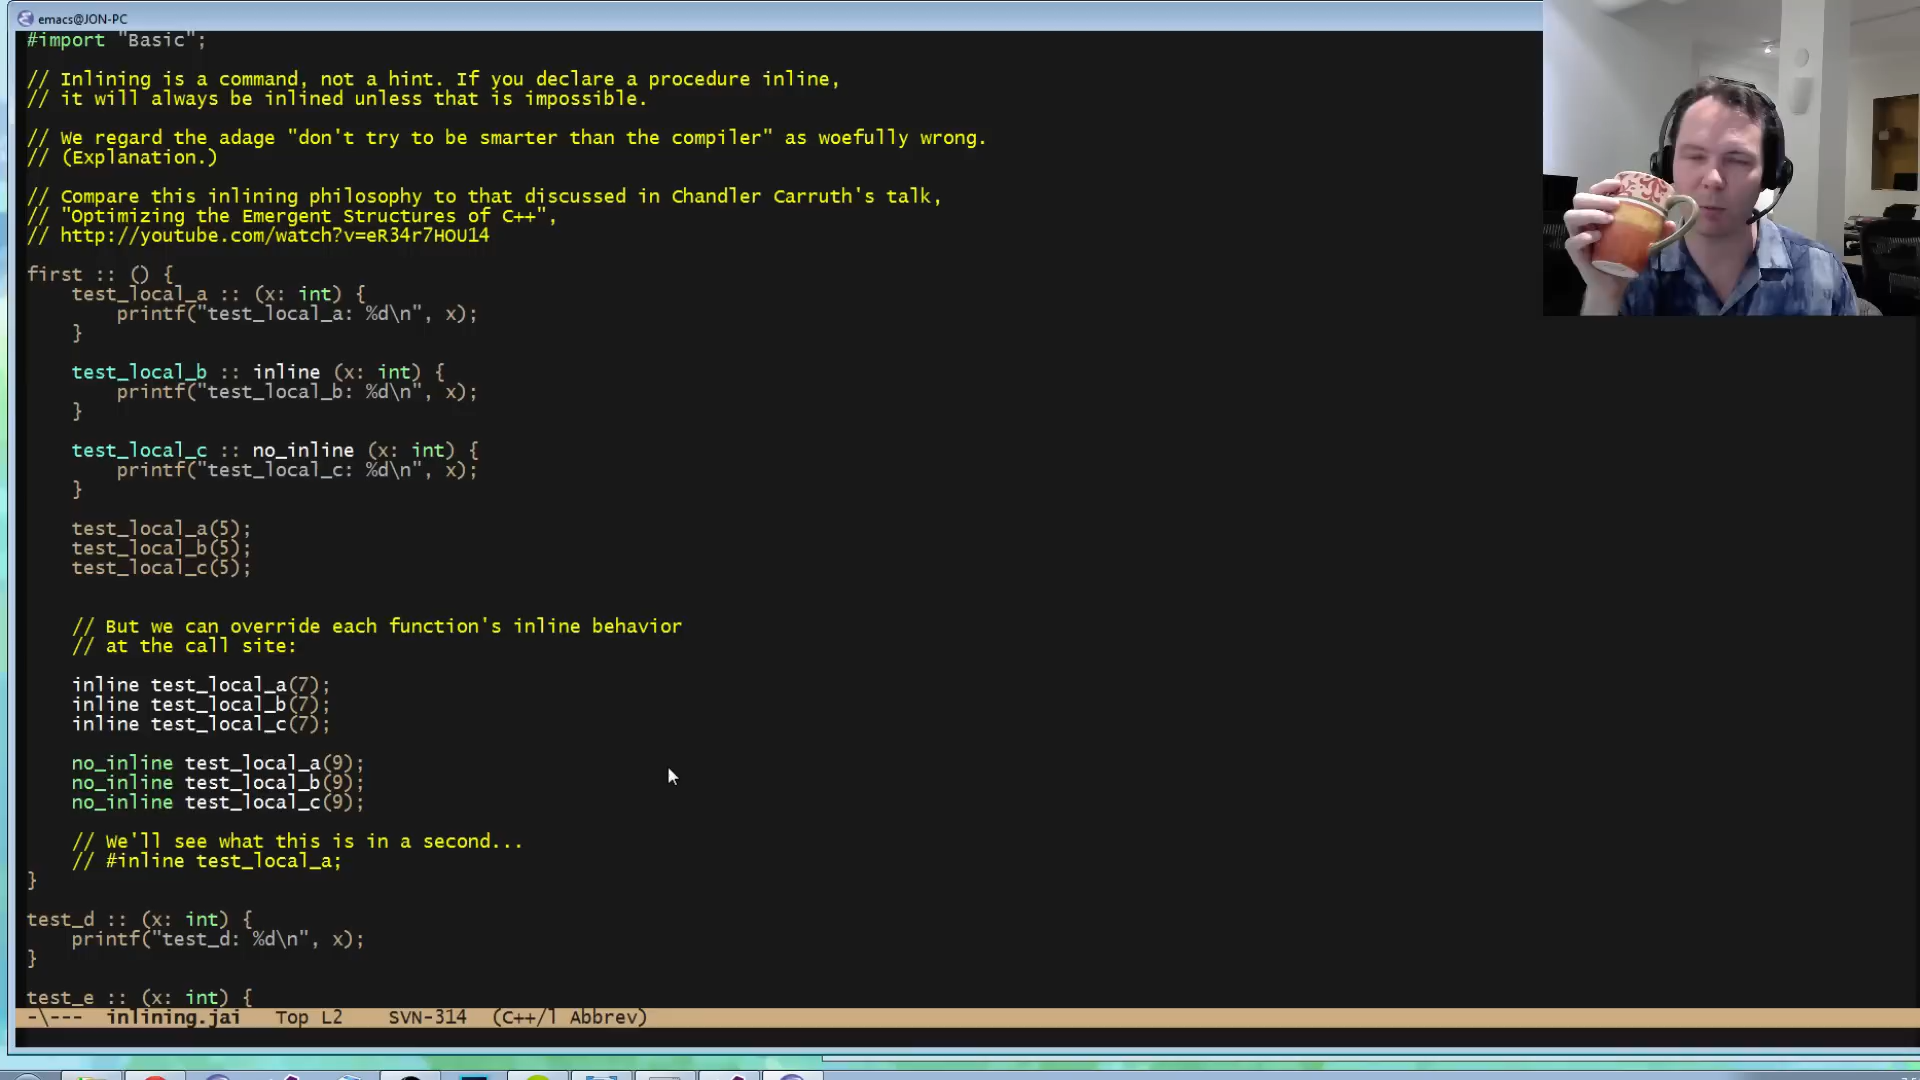 emacs@JON-PC
#import "Basic";
// Inlining is a command, not a hint. If you declare a procedure inline,
// it will always be inlined unless that is impossible.
// We regard the adage "don't try to be smarter than the compiler" as woefully wrong.
// (Explanation.)
// Compare this inlining philosophy to that discussed in Chandler Carruth's talk,
// "Optimizing the Emergent Structures of C++",
// http://youtube.com/watch?v=eR34r7HOU14
first :: () {
    test_local_a :: (x: int) {
        printf("test_local_a: %d\n", x);
    }
    test_local_b :: inline (x: int) {
        printf("test_local_b: %d\n", x);
    }
    test_local_c :: no_inline (x: int) {
        printf("test_local_c: %d\n", x);
    }
    test_local_a(5);
    test_local_b(5);
    test_local_c(5);
    // But we can override each function's inline behavior
    // at the call site:
    inline test_local_a(7);
    inline test_local_b(7);
    inline test_local_c(7);
    no_inline test_local_a(9);
    no_inline test_local_b(9);
    no_inline test_local_c(9);
    // We'll see what this is in a second...
    // #inline test_local_a;
}
test_d :: (x: int) {
    printf("test_d: %d\n", x);
}
test_e :: (x: int) {
-\--- inlining.jai Top L2 SVN-314 (C++/l Abbrev)